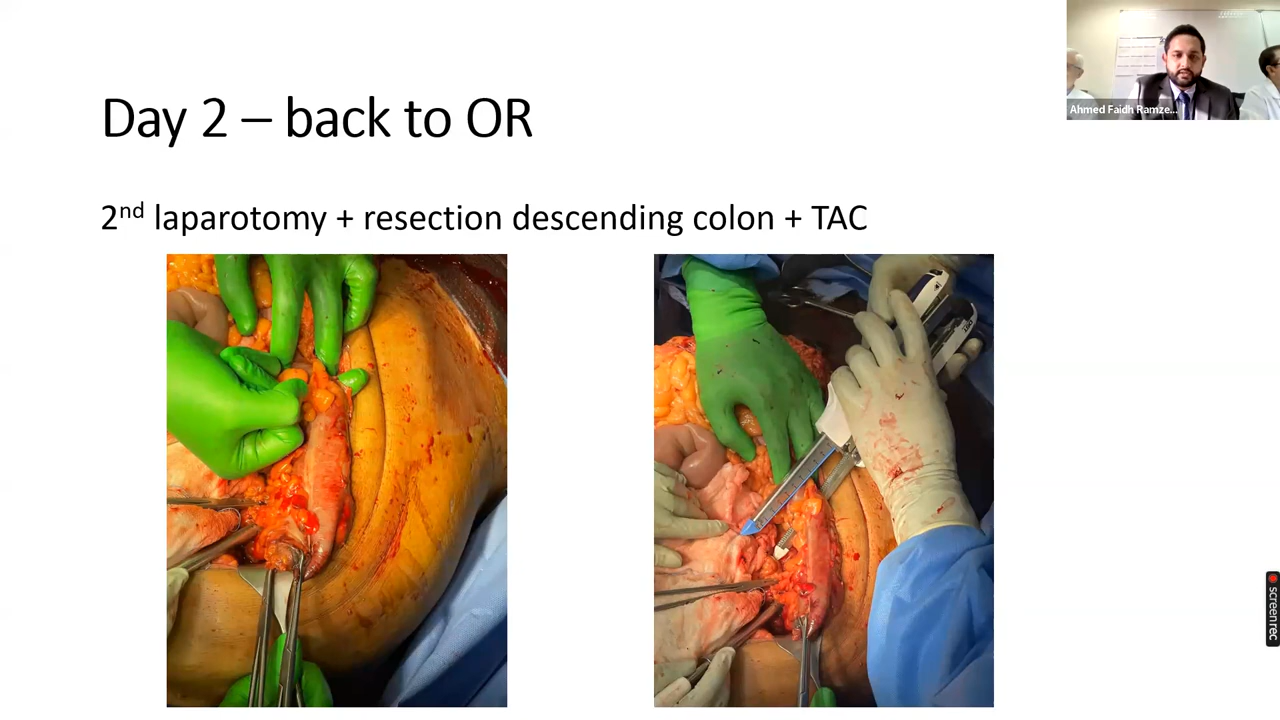 Day 2 – back to OR
2nd laparotomy + resection descending colon + TAC
Ahmed Faidh Ramze...
screenrec